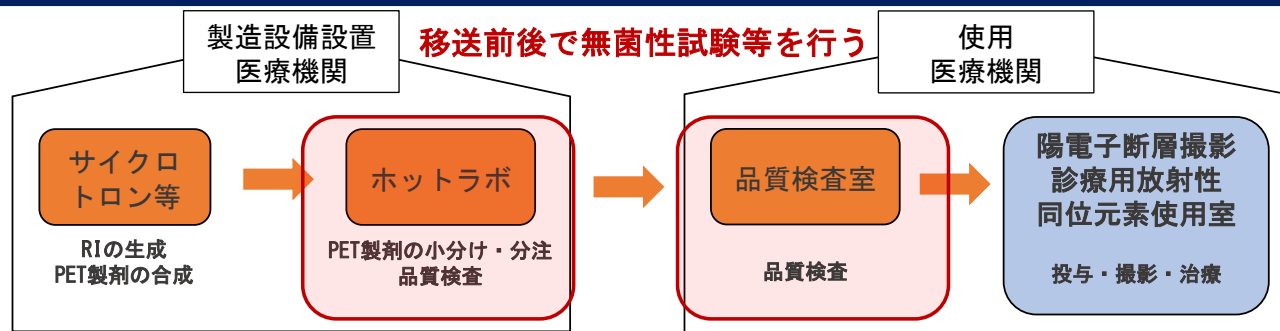 製造設備設置
医療機関
移送前後で無菌性試験等を行う
使用
医療機関
サイクロ
トロン等
RIの生成
PET製剤の合成
ホットラボ
PET製剤の小分け・分注
品質検査
品質検査室
品質検査
陽電子断層撮影
診療用放射性
同位元素使用室
投与・撮影・治療